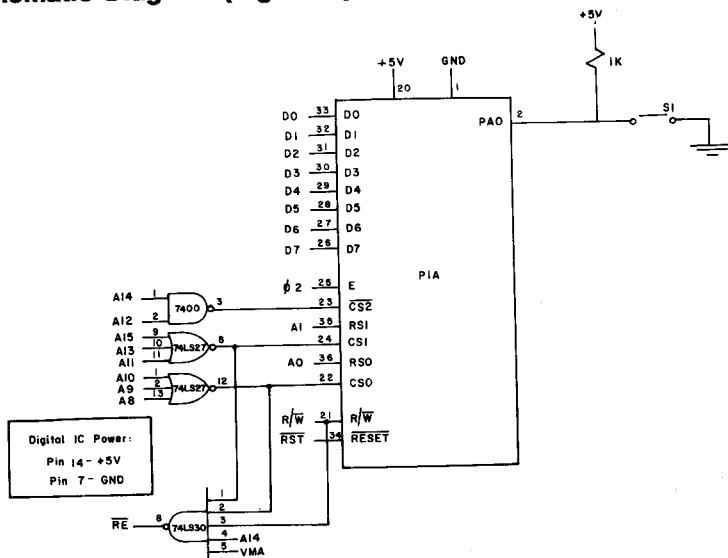 +5V
1K
+5V
GND
20
1
D0 33 D0
D1 32 D1
D2 31 D2
D3 30 D3
D4 29 D4
D5 28 D5
D6 27 D6
D7 26 D7
PA0 2
S1
PIA
ϕ2 25 E
A14 1
7400 3
23 CS2
A12 2
A1 35 RS1
A15 9
A13 10
A11 11
74LS27 8
24 CS1
A0 36 RS0
A10 1
A9 2
A8 13
74LS27 12
22 CS0
R/W 21 R/W
RST 34 RESET
Digital IC Power:
Pin 14 - +5V
Pin 7 - GND
1
2
RE 8 74LS30 3
4 A14
5 VMA